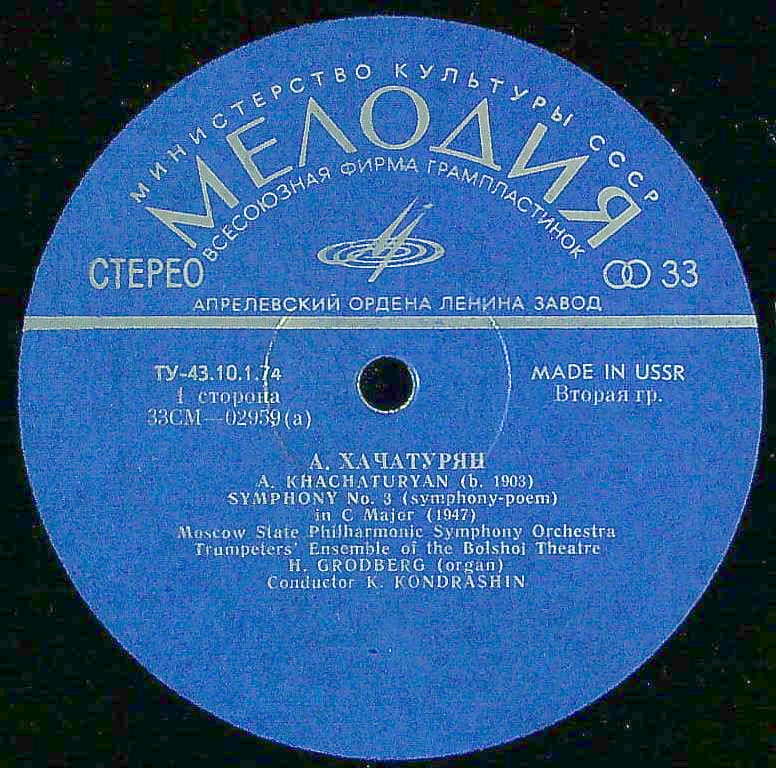 МИНИСТЕРСТВО КУЛЬТУРЫ СССР
МЕЛОДИЯ
ВСЕСОЮЗНАЯ ФИРМА ГРАМПЛАСТИНОК
СТЕРЕО 33
АПРЕЛЕВСКИЙ ОРДЕНА ЛЕНИНА ЗАВОД
ТУ-43.10.1.74 MADE IN USSR
1 сторона Вторая гр.
33СМ—02959(а)
А. ХАЧАТУРЯН
A. KHACHATURYAN (b. 1903)
SYMPHONY No. 3 (symphony-poem)
in C Major (1947)
Moscow State Philharmonic Symphony Orchestra
Trumpeters' Ensemble of the Bolshoi Theatre
H. GRODBERG (organ)
Conductor K. KONDRASHIN